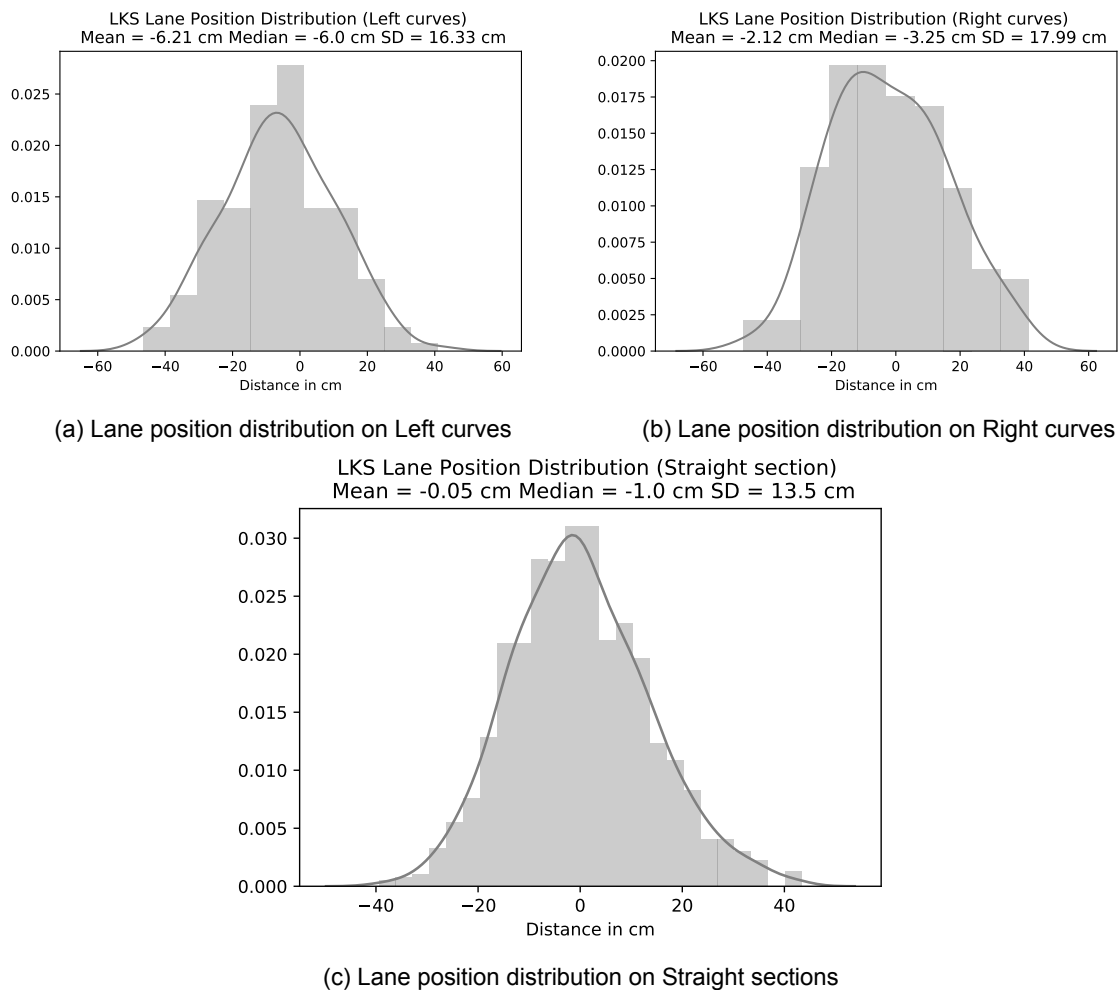 LKS Lane Position Distribution (Left curves)
Mean = -6.21 cm Median = -6.0 cm SD = 16.33 cm
0.025
0.020
0.015
0.010
0.005
0.000
−60 −40 −20 0 20 40 60
Distance in cm
(a) Lane position distribution on Left curves
LKS Lane Position Distribution (Right curves)
Mean = -2.12 cm Median = -3.25 cm SD = 17.99 cm
0.0200
0.0175
0.0150
0.0125
0.0100
0.0075
0.0050
0.0025
0.0000
−60 −40 −20 0 20 40 60
Distance in cm
(b) Lane position distribution on Right curves
LKS Lane Position Distribution (Straight section)
Mean = -0.05 cm Median = -1.0 cm SD = 13.5 cm
0.030
0.025
0.020
0.015
0.010
0.005
0.000
−40 −20 0 20 40
Distance in cm
(c) Lane position distribution on Straight sections